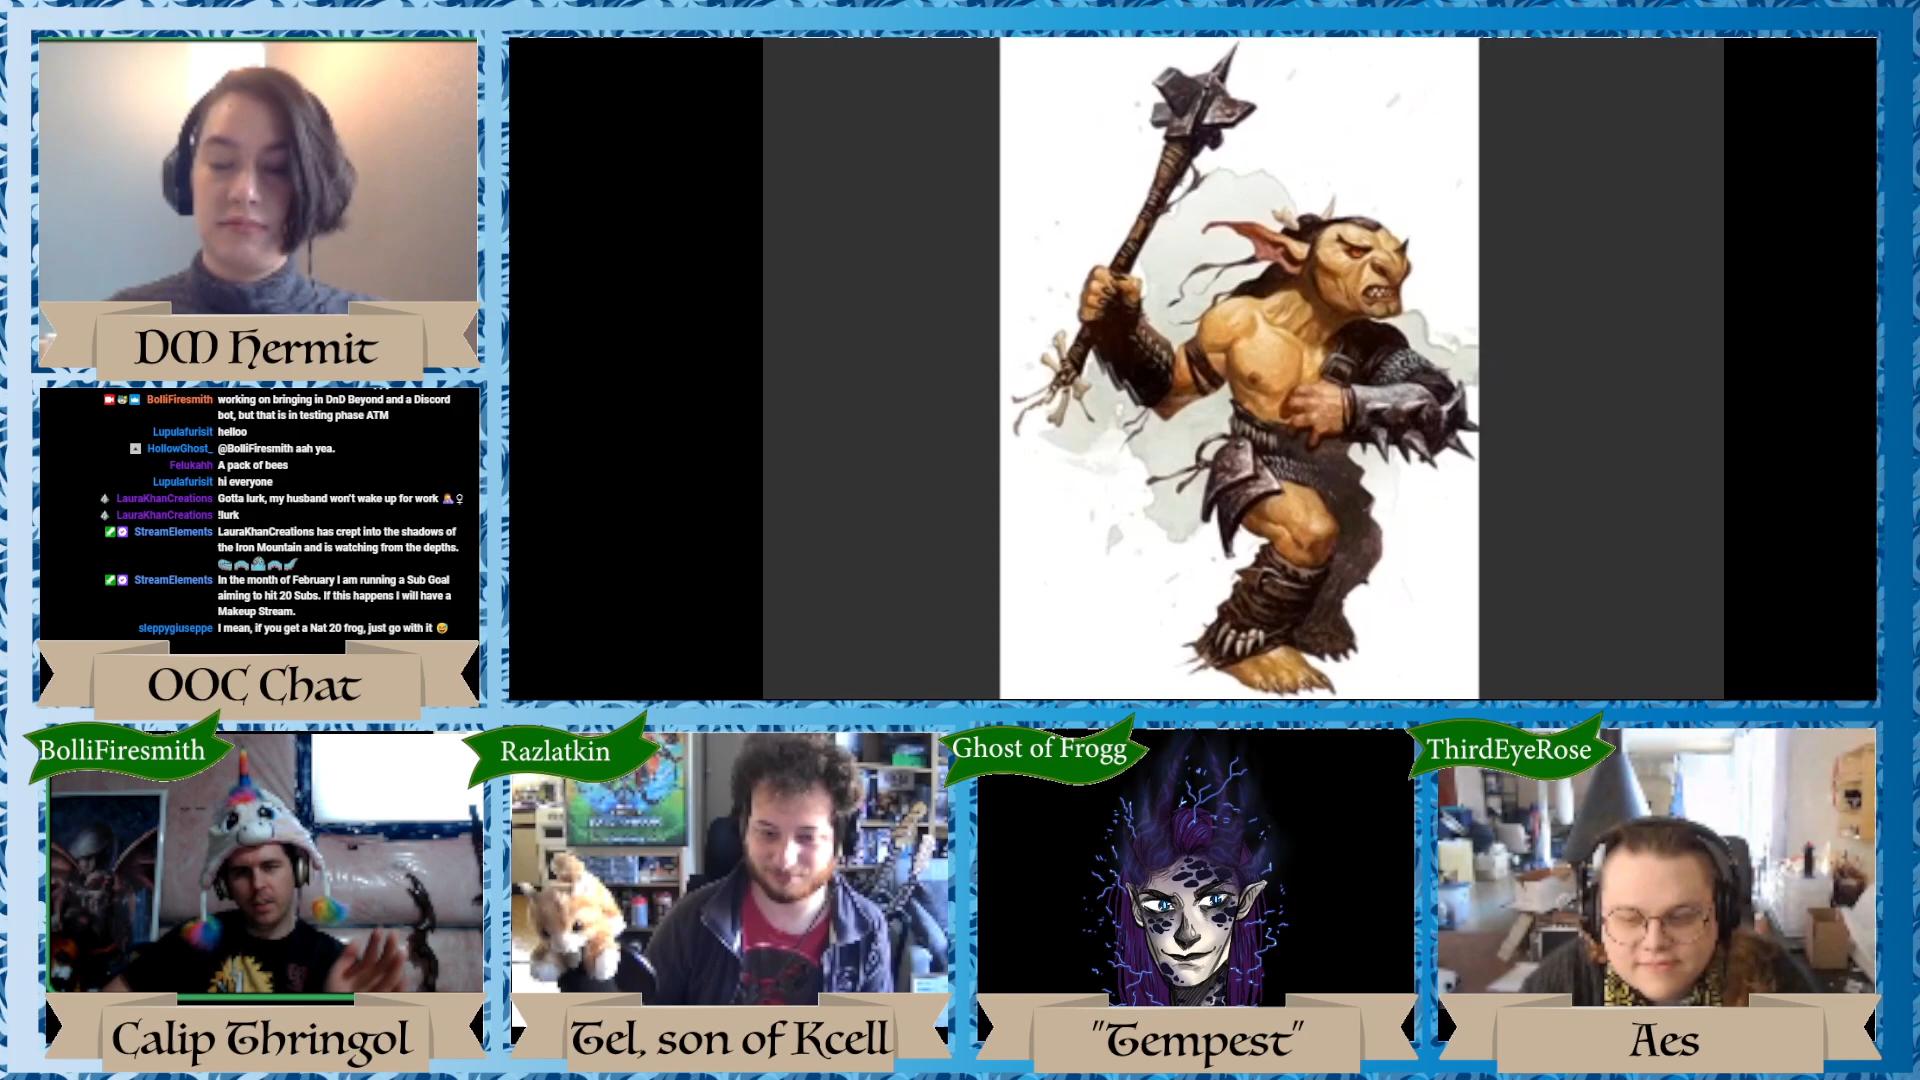 DM Hermit
BolliFiresmith working on bringing in DnD Beyond and a Discord
bot, but that is in testing phase ATM
Lupulafurisit helloo
HollowGhost_ @BolliFiresmith aah yea.
Felukahh A pack of bees
Lupulafurisit hi everyone
LauraKhanCreations Gotta lurk, my husband won't wake up for work 🤷‍♀
LauraKhanCreations !lurk
StreamElements LauraKhanCreations has crept into the shadows of
the Iron Mountain and is watching from the depths.
StreamElements In the month of February I am running a Sub Goal
aiming to hit 20 Subs. If this happens I will have a
Makeup Stream.
sleppygiuseppe I mean, if you get a Nat 20 frog, just go with it 😅
OOC Chat
BolliFiresmith
Razlatkin
Ghost of Frogg
ThirdEyeRose
Calip Thringol
Tel, son of Kcell
"Tempest"
Aes